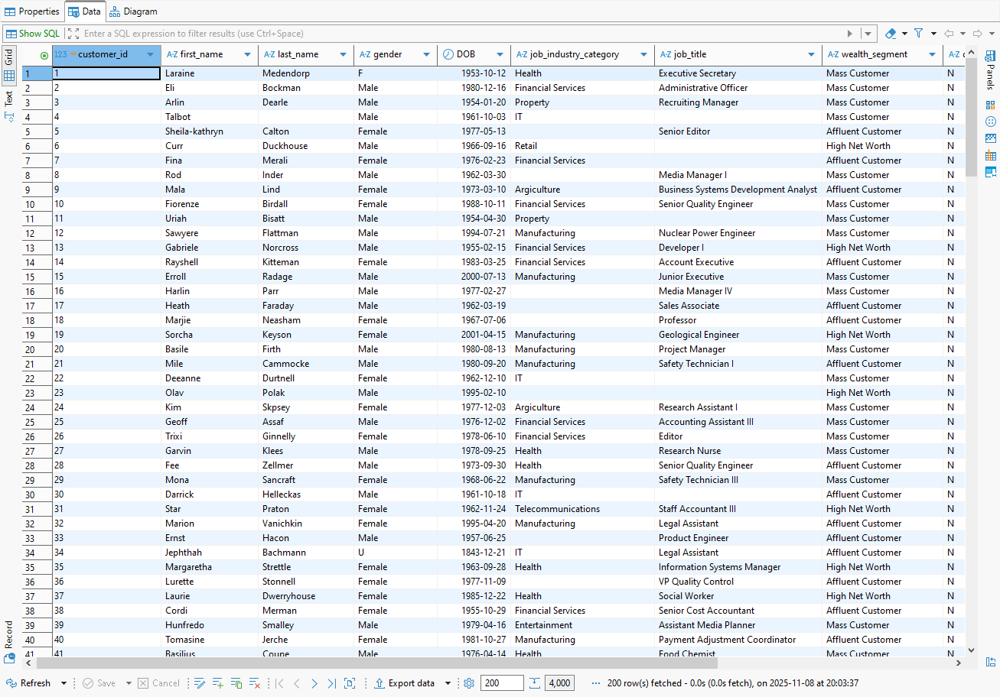 Properties Data Diagram
Show SQL Enter a SQL expression to filter results (use Ctrl+Space)
Grid
Text
Record
Panels
123 customer_id A-Z first_name A-Z last_name A-Z gender DOB A-Z job_industry_category A-Z job_title A-Z wealth_segment A-Z
1 1 Laraine Medendorp F 1953-10-12 Health Executive Secretary Mass Customer N
2 2 Eli Bockman Male 1980-12-16 Financial Services Administrative Officer Mass Customer N
3 3 Arlin Dearle Male 1954-01-20 Property Recruiting Manager Mass Customer N
4 4 Talbot Male 1961-10-03 IT Mass Customer N
5 5 Sheila-kathryn Calton Female 1977-05-13 Senior Editor Affluent Customer N
6 6 Curr Duckhouse Male 1966-09-16 Retail High Net Worth N
7 7 Fina Merali Female 1976-02-23 Financial Services Affluent Customer N
8 8 Rod Inder Male 1962-03-30 Media Manager I Mass Customer N
9 9 Mala Lind Female 1973-03-10 Argiculture Business Systems Development Analyst Affluent Customer N
10 10 Fiorenze Birdall Female 1988-10-11 Financial Services Senior Quality Engineer Mass Customer N
11 11 Uriah Bisatt Male 1954-04-30 Property Mass Customer N
12 12 Sawyere Flattman Male 1994-07-21 Manufacturing Nuclear Power Engineer Mass Customer N
13 13 Gabriele Norcross Male 1955-02-15 Financial Services Developer I High Net Worth N
14 14 Rayshell Kitteman Female 1983-03-25 Financial Services Account Executive Affluent Customer N
15 15 Erroll Radage Male 2000-07-13 Manufacturing Junior Executive Mass Customer N
16 16 Harlin Parr Male 1977-02-27 Media Manager IV Mass Customer N
17 17 Heath Faraday Male 1962-03-19 Sales Associate Affluent Customer N
18 18 Marjie Neasham Female 1967-07-06 Professor Affluent Customer N
19 19 Sorcha Keyson Female 2001-04-15 Manufacturing Geological Engineer High Net Worth N
20 20 Basile Firth Male 1980-08-13 Manufacturing Project Manager Mass Customer N
21 21 Mile Cammocke Male 1980-09-20 Manufacturing Safety Technician I Affluent Customer N
22 22 Deeanne Durtnell Female 1962-12-10 IT Mass Customer N
23 23 Olav Polak Male 1995-02-10 High Net Worth N
24 24 Kim Skpsey Female 1977-12-03 Argiculture Research Assistant I Mass Customer N
25 25 Geoff Assaf Male 1976-12-02 Financial Services Accounting Assistant III Mass Customer N
26 26 Trixi Ginnelly Female 1978-06-10 Financial Services Editor Mass Customer N
27 27 Garvin Klees Male 1978-09-25 Health Research Nurse Mass Customer N
28 28 Fee Zellmer Male 1973-09-30 Health Senior Quality Engineer Affluent Customer N
29 29 Mona Sancraft Female 1968-06-22 Manufacturing Safety Technician III Mass Customer N
30 30 Darrick Helleckas Male 1961-10-18 IT Affluent Customer N
31 31 Star Praton Female 1962-11-24 Telecommunications Staff Accountant III High Net Worth N
32 32 Marion Vanichkin Female 1995-04-20 Manufacturing Legal Assistant Affluent Customer N
33 33 Ernst Hacon Male 1957-06-25 Product Engineer Affluent Customer N
34 34 Jephthah Bachmann U 1843-12-21 IT Legal Assistant Affluent Customer N
35 35 Margaretha Strettle Female 1963-09-28 Health Information Systems Manager High Net Worth N
36 36 Lurette Stonnell Female 1977-11-09 VP Quality Control Affluent Customer N
37 37 Laurie Dwerryhouse Female 1985-12-22 Health Social Worker High Net Worth N
38 38 Cordi Merman Female 1955-10-29 Financial Services Senior Cost Accountant Affluent Customer N
39 39 Hunfredo Smalley Male 1979-04-16 Entertainment Assistant Media Planner Mass Customer N
40 40 Tomasine Jerche Female 1981-10-27 Manufacturing Payment Adjustment Coordinator Affluent Customer N
41 41 Basilius Coupe Male 1976-04-14 Health Food Chemist Mass Customer N
Refresh Save Cancel Export data 200 4,000 200 row(s) fetched - 0.0s (0.0s fetch), on 2025-11-08 at 20:03:37